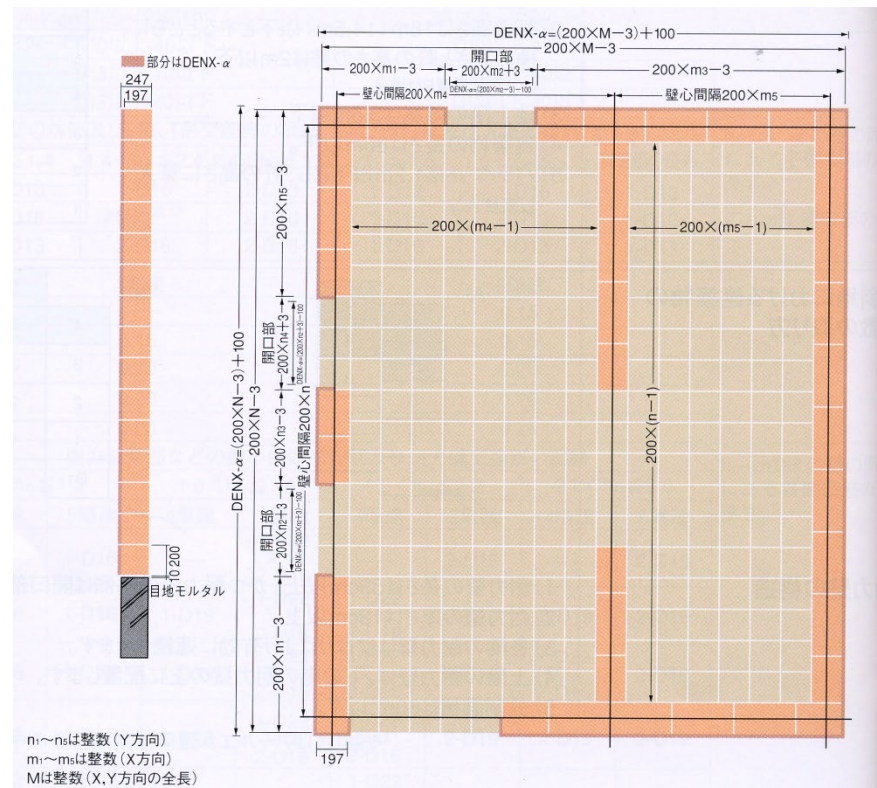 DENX-α=(200×M−3)+100
200×M−3
開口部
200×m1−3
200×m2+3
200×m3−3
DENX-α=(200×m2−3)−100
壁心間隔200×m4
壁心間隔200×m5
部分はDENX-α
247
197
200×(m4−1)
200×(m5−1)
200×n5−3
開口部
200×n4+3
DENX-α=(200×n2+3)−100
DENX-α=(200×N−3)+100
200×N−3
200×n3−3
壁心間隔200×n
200×(n−1)
開口部
200×n2+3
DENX-α=(200×n2+3)−100
200×n1−3
200
10
目地モルタル
197
n1〜n5は整数(Y方向)
m1〜m5は整数(X方向)
Mは整数(X,Y方向の全長)